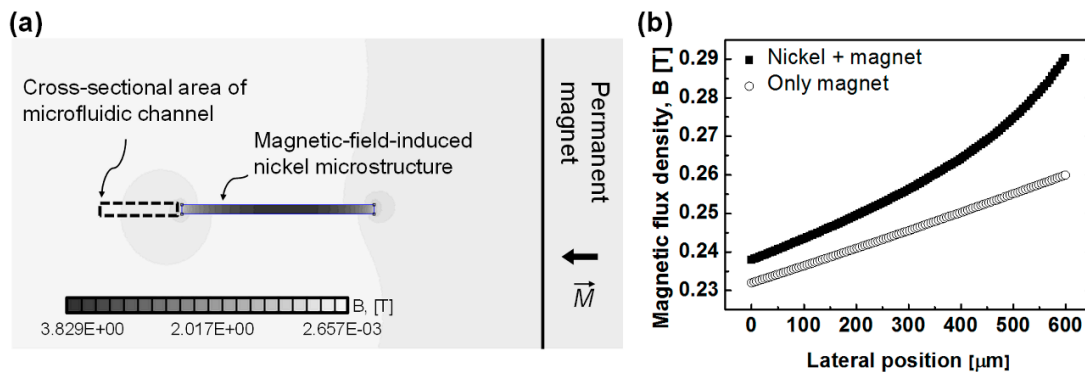 (a)
Cross-sectional area of
microfluidic channel
Magnetic-field-induced
nickel microstructure
Permanent
magnet
M
B, [T]
3.829E+00
2.017E+00
2.657E-03
(b)
Nickel + magnet
Only magnet
Magnetic flux density, B [T]
0.29
0.28
0.27
0.26
0.25
0.24
0.23
0 100 200 300 400 500 600
Lateral position [μm]